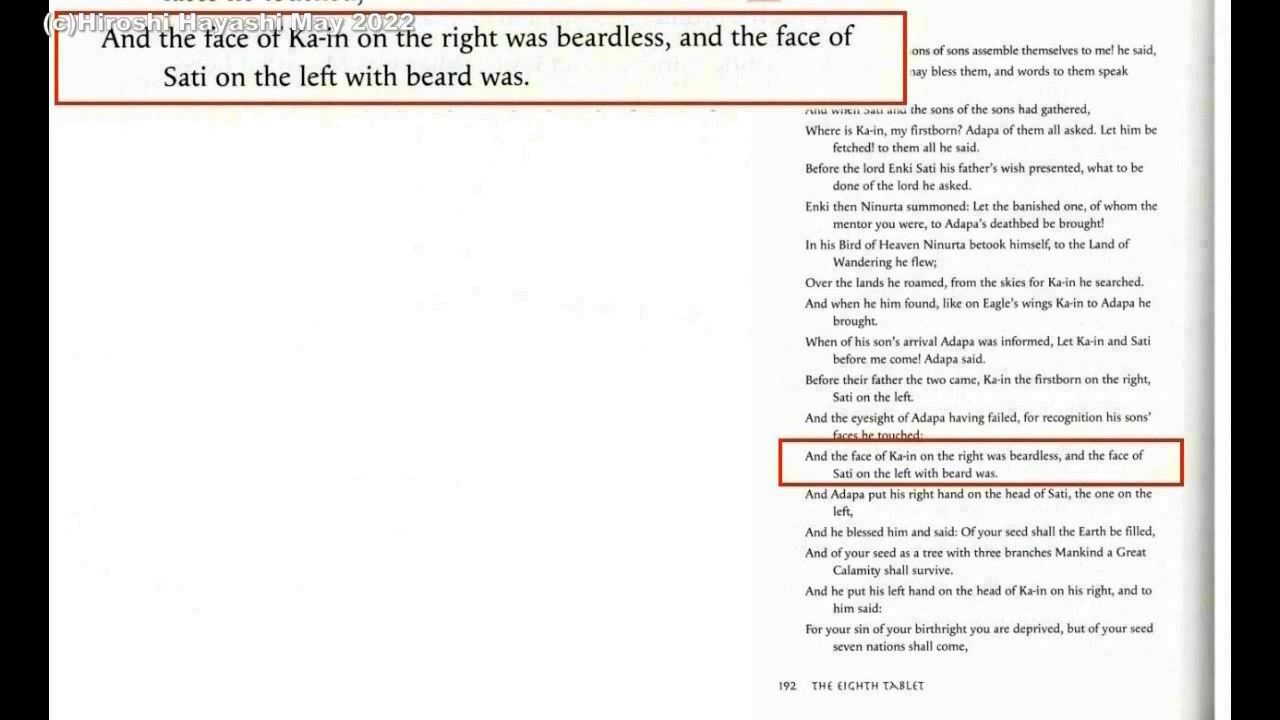 (c)Hiroshi Hayashi May 2022
And the face of Ka-in on the right was beardless, and the face of
Sati on the left with beard was.
ons of sons assemble themselves to me! he said,
may bless them, and words to them speak
And when Sati and the sons of the sons had gathered,
Where is Ka-in, my firstborn? Adapa of them all asked. Let him be
fetched! to them all he said.
Before the lord Enki Sati his father's wish presented, what to be
done of the lord he asked.
Enki then Ninurta summoned: Let the banished one, of whom the
mentor you were, to Adapa's deathbed be brought!
In his Bird of Heaven Ninurta betook himself, to the Land of
Wandering he flew;
Over the lands he roamed, from the skies for Ka-in he searched.
And when he him found, like on Eagle's wings Ka-in to Adapa he
brought.
When of his son's arrival Adapa was informed, Let Ka-in and Sati
before me come! Adapa said.
Before their father the two came, Ka-in the firstborn on the right,
Sati on the left.
And the eyesight of Adapa having failed, for recognition his sons'
faces he touched;
And the face of Ka-in on the right was beardless, and the face of
Sati on the left with beard was.
And Adapa put his right hand on the head of Sati, the one on the
left,
And he blessed him and said: Of your seed shall the Earth be filled,
And of your seed as a tree with three branches Mankind a Great
Calamity shall survive.
And he put his left hand on the head of Ka-in on his right, and to
him said:
For your sin of your birthright you are deprived, but of your seed
seven nations shall come,
192 THE EIGHTH TABLET